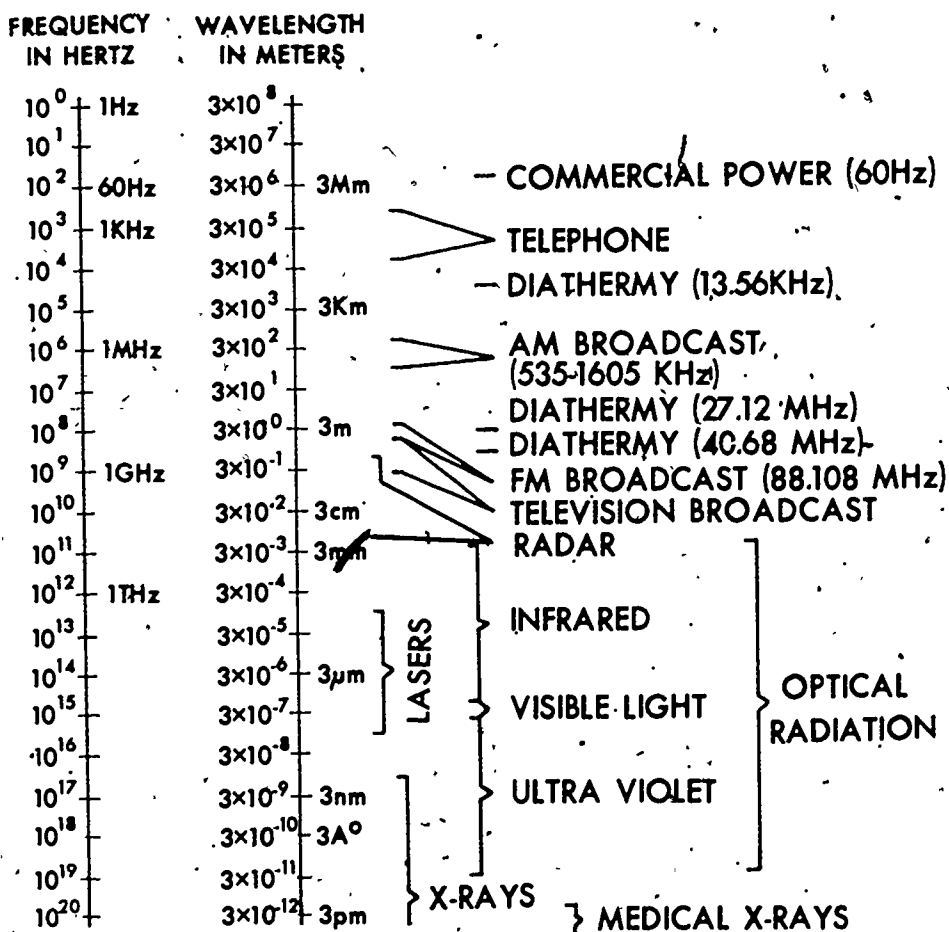 FREQUENCY WAVELENGTH
IN HERTZ IN METERS
10⁰ 1Hz 3×10⁸
10¹ 3×10⁷
10² 60Hz 3×10⁶ 3Mm COMMERCIAL POWER (60Hz)
10³ 1KHz 3×10⁵ TELEPHONE
10⁴ 3×10⁴ DIATHERMY (13.56KHz)
10⁵ 3×10³ 3Km
10⁶ 1MHz 3×10² AM BROADCAST
(535-1605 KHz)
10⁷ 3×10¹
DIATHERMY (27.12 MHz)
10⁸ 3×10⁰ 3m DIATHERMY (40.68 MHz)
10⁹ 1GHz 3×10⁻¹ FM BROADCAST (88.108 MHz)
10¹⁰ 3×10⁻² 3cm TELEVISION BROADCAST
10¹¹ 3×10⁻³ 3mm RADAR
10¹² 1THz 3×10⁻⁴
INFRARED
10¹³ 3×10⁻⁵
10¹⁴ 3×10⁻⁶ 3μm LASERS OPTICAL
10¹⁵ 3×10⁻⁷ VISIBLE LIGHT RADIATION
10¹⁶ 3×10⁻⁸
10¹⁷ 3×10⁻⁹ 3nm ULTRA VIOLET
10¹⁸ 3×10⁻¹⁰ 3A°
10¹⁹ 3×10⁻¹¹
X-RAYS
10²⁰ 3×10⁻¹² 3pm MEDICAL X-RAYS